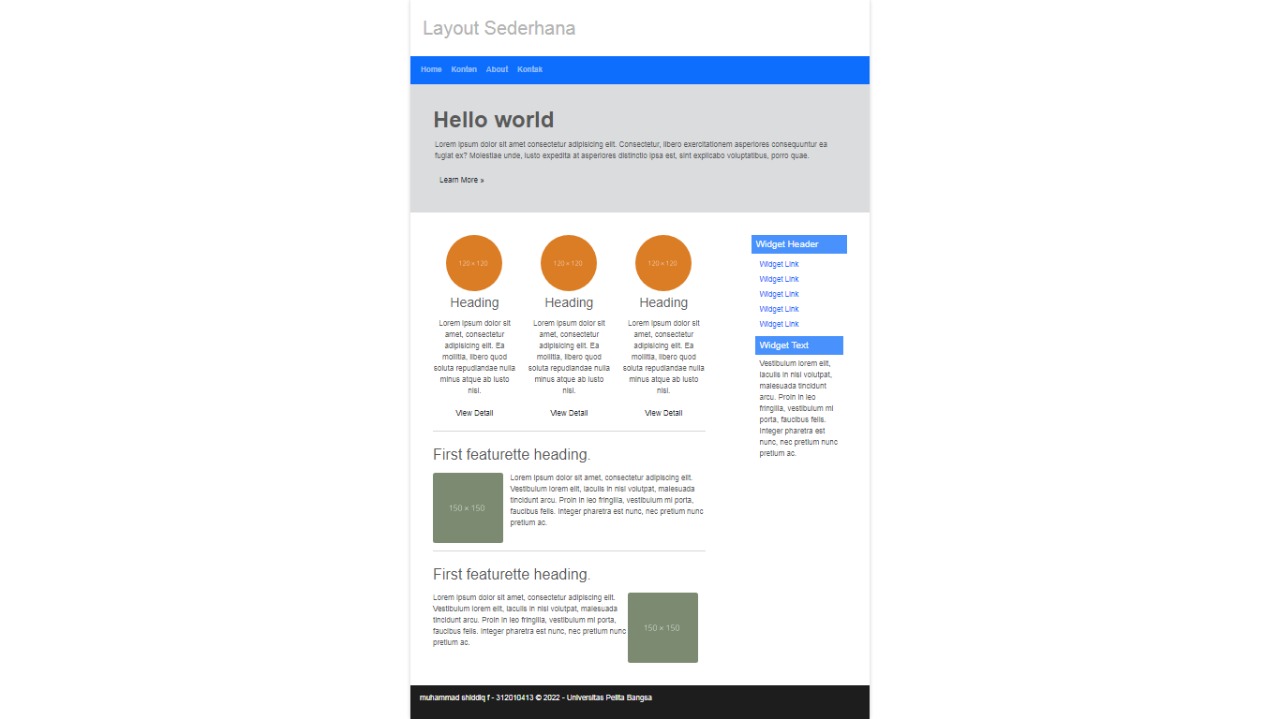 Layout Sederhana
Home Konten About Kontak
Hello world
Lorem ipsum dolor sit amet consectetur adipisicing elit. Consectetur, libero exercitationem asperiores consequuntur ea
fugiat ex? Molestiae unde, iusto expedita at asperiores distinctio ipsa est, sint explicabo voluptatibus, porro quae.
Learn More »
120 × 120
Heading
Lorem ipsum dolor sit
amet, consectetur
adipisicing elit. Ea
mollitia, libero quod
soluta repudiandae nulla
minus atque ab iusto
nisi.
View Detail
120 × 120
Heading
Lorem ipsum dolor sit
amet, consectetur
adipisicing elit. Ea
mollitia, libero quod
soluta repudiandae nulla
minus atque ab iusto
nisi.
View Detail
120 × 120
Heading
Lorem ipsum dolor sit
amet, consectetur
adipisicing elit. Ea
mollitia, libero quod
soluta repudiandae nulla
minus atque ab iusto
nisi.
View Detail
First featurette heading.
150 × 150
Lorem ipsum dolor sit amet, consectetur adipiscing elit.
Vestibulum lorem elit, iaculis in nisl volutpat, malesuada
tincidunt arcu. Proin in leo fringilla, vestibulum mi porta,
faucibus felis. Integer pharetra est nunc, nec pretium nunc
pretium ac.
First featurette heading.
Lorem ipsum dolor sit amet, consectetur adipiscing elit.
Vestibulum lorem elit, iaculis in nisl volutpat, malesuada
tincidunt arcu. Proin in leo fringilla, vestibulum mi porta,
faucibus felis. Integer pharetra est nunc, nec pretium nunc
pretium ac.
150 × 150
Widget Header
Widget Link
Widget Link
Widget Link
Widget Link
Widget Link
Widget Text
Vestibulum lorem elit,
iaculis in nisl volutpat,
malesuada tincidunt
arcu. Proin in leo
fringilla, vestibulum mi
porta, faucibus felis.
Integer pharetra est
nunc, nec pretium nunc
pretium ac.
muhammad shiddiq f - 312010413 © 2022 - Universitas Pelita Bangsa